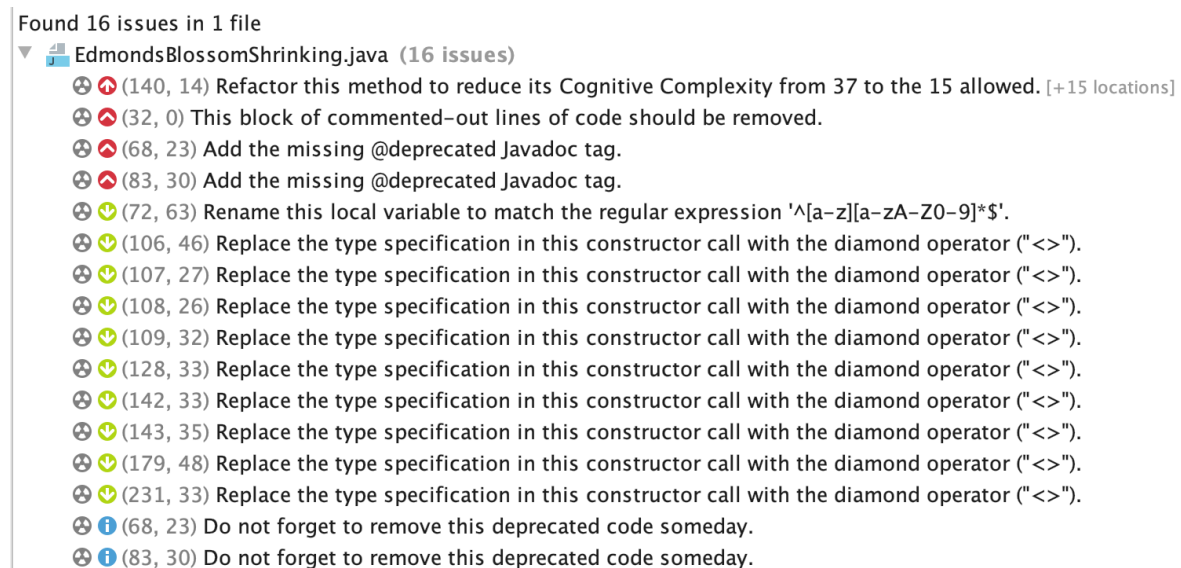 Found 16 issues in 1 file
EdmondsBlossomShrinking.java (16 issues)
(140, 14) Refactor this method to reduce its Cognitive Complexity from 37 to the 15 allowed. [+15 locations]
(32, 0) This block of commented-out lines of code should be removed.
(68, 23) Add the missing @deprecated Javadoc tag.
(83, 30) Add the missing @deprecated Javadoc tag.
(72, 63) Rename this local variable to match the regular expression '^[a-z][a-zA-Z0-9]*$'.
(106, 46) Replace the type specification in this constructor call with the diamond operator ("<>").
(107, 27) Replace the type specification in this constructor call with the diamond operator ("<>").
(108, 26) Replace the type specification in this constructor call with the diamond operator ("<>").
(109, 32) Replace the type specification in this constructor call with the diamond operator ("<>").
(128, 33) Replace the type specification in this constructor call with the diamond operator ("<>").
(142, 33) Replace the type specification in this constructor call with the diamond operator ("<>").
(143, 35) Replace the type specification in this constructor call with the diamond operator ("<>").
(179, 48) Replace the type specification in this constructor call with the diamond operator ("<>").
(231, 33) Replace the type specification in this constructor call with the diamond operator ("<>").
(68, 23) Do not forget to remove this deprecated code someday.
(83, 30) Do not forget to remove this deprecated code someday.